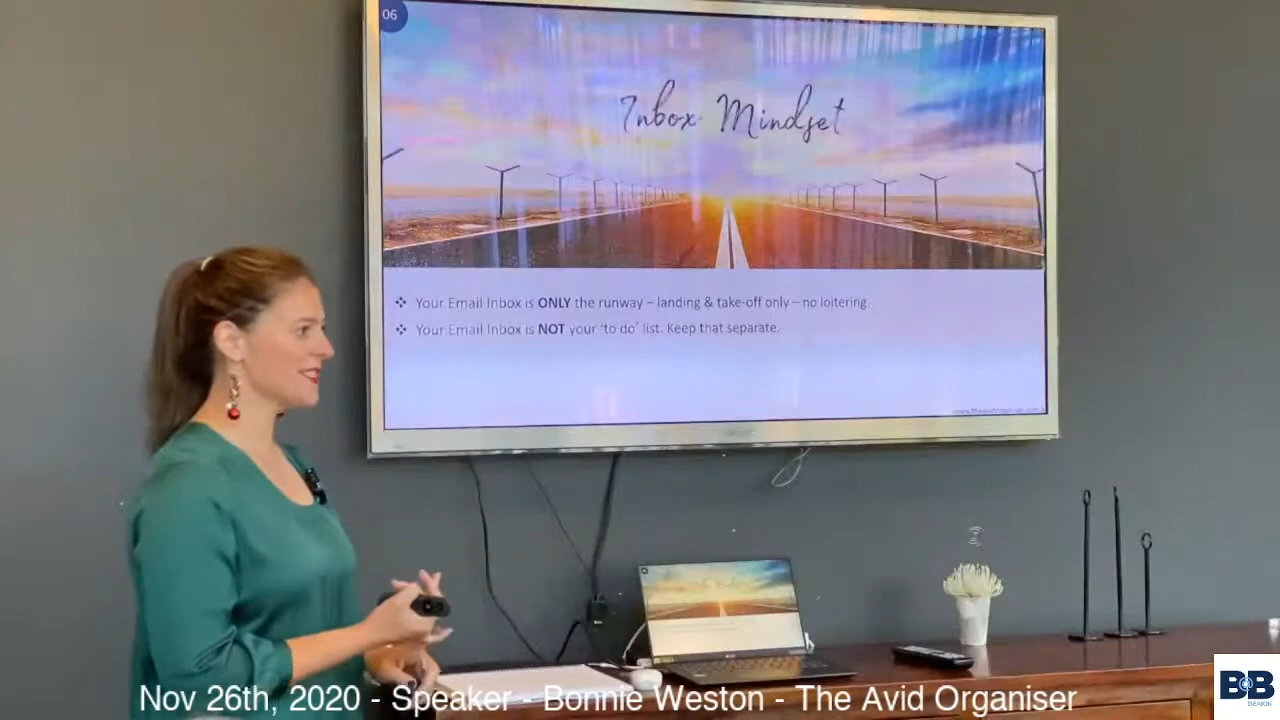 06
Inbox Mindset
❖ Your Email Inbox is ONLY the runway – landing & take-off only – no loitering.
❖ Your Email Inbox is NOT your 'to do' list. Keep that separate.
Nov 26th, 2020 - Speaker - Bonnie Weston - The Avid Organiser
BB
DEAKIN